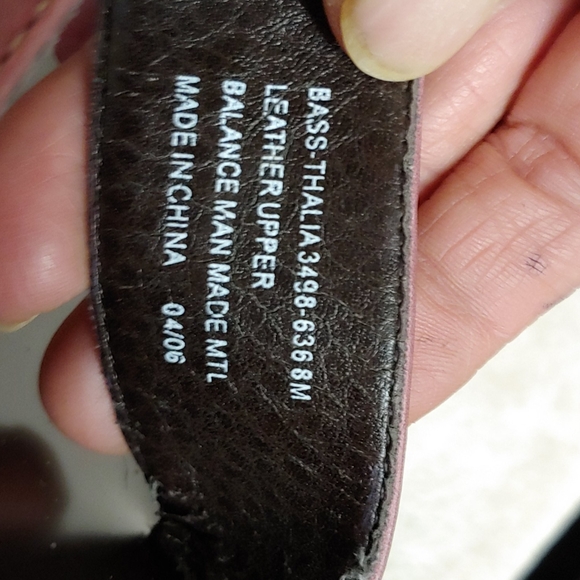 BASS-THALIA 3498-636 8M
LEATHER UPPER
BALANCE MAN MADE MTL
MADE IN CHINA 04/06